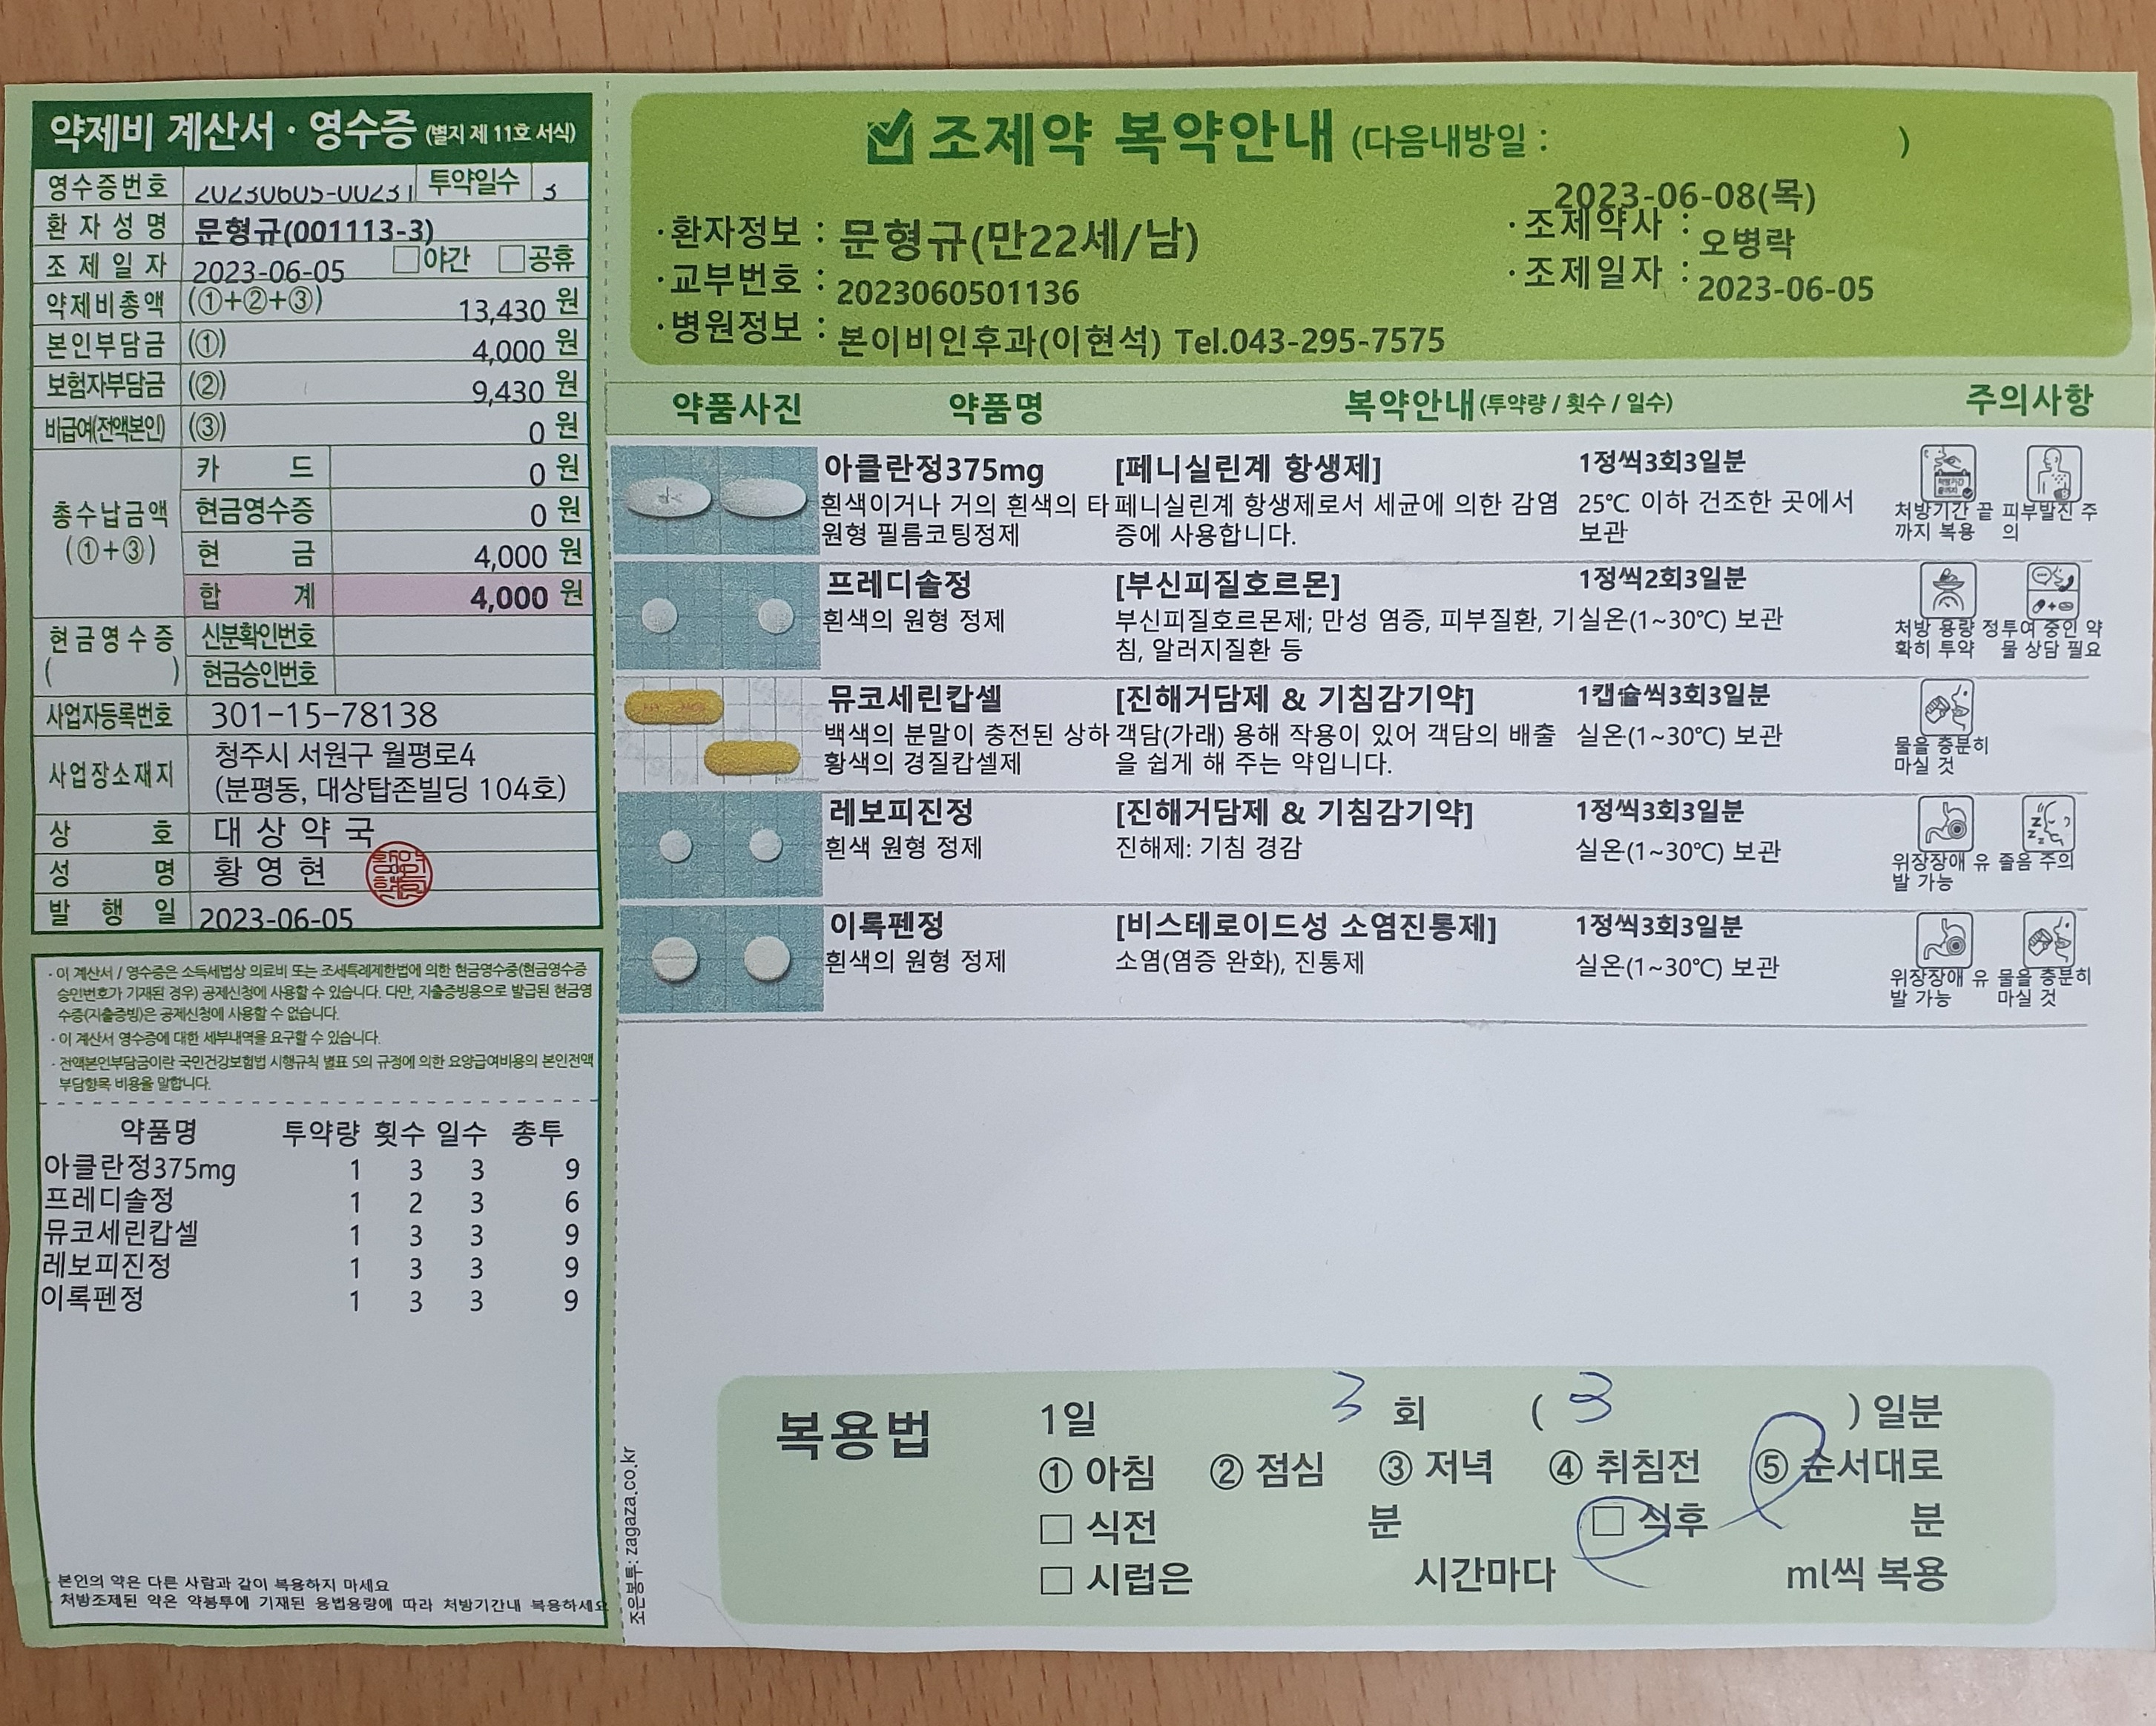 약제비 계산서 · 영수증 (별지 제 11호 서식)
영수증번호 20230605-00231 투약일수 3
환자성명 문형규(001113-3)
조제일자 2023-06-05 □야간 □공휴
약제비총액 (①+②+③) 13,430 원
본인부담금 (①) 4,000 원
보험자부담금 (②) 9,430 원
비급여(전액본인) (③) 0 원
총수납금액 (①+③)
카드 0 원
현금영수증 0 원
현금 4,000 원
합계 4,000 원
현금영수증 ( )
신분확인번호
현금승인번호
사업자등록번호 301-15-78138
사업장소재지 청주시 서원구 월평로4
(분평동, 대상탑존빌딩 104호)
상호 대상약국
성명 황영현
발행일 2023-06-05
· 이 계산서 / 영수증은 소득세법상 의료비 또는 조세특례제한법에 의한 현금영수증(현금영수증
승인번호가 기재된 경우) 공제신청에 사용할 수 있습니다. 다만, 지출증빙용으로 발급된 현금영
수증(지출증빙)은 공제신청에 사용할 수 없습니다.
· 이 계산서 영수증에 대한 세부내역을 요구할 수 있습니다.
· 전액본인부담금이란 국민건강보험법 시행규칙 별표 5의 규정에 의한 요양급여비용의 본인전액
부담항목 비용을 말합니다.
약품명 투약량 횟수 일수 총투
아클란정375mg 1 3 3 9
프레디솔정 1 2 3 6
뮤코세린캅셀 1 3 3 9
레보피진정 1 3 3 9
이록펜정 1 3 3 9
본인의 약은 다른 사람과 같이 복용하지 마세요
처방조제된 약은 약봉투에 기재된 용법용량에 따라 처방기간내 복용하세요
조은봉투: zagaza.co.kr
조제약 복약안내 (다음내방일 : )
2023-06-08(목)
· 환자정보 : 문형규(만22세/남)
· 조제약사 : 오병락
· 교부번호 : 2023060501136
· 조제일자 : 2023-06-05
· 병원정보 : 본이비인후과(이현석) Tel.043-295-7575
약품사진 약품명 복약안내 (투약량 / 횟수 / 일수) 주의사항
아클란정375mg [페니실린계 항생제] 1정씩3회3일분
흰색이거나 거의 흰색의 타 페니실린계 항생제로서 세균에 의한 감염 25℃ 이하 건조한 곳에서 처방기간 끝 피부발진 주
원형 필름코팅정제 증에 사용합니다. 보관 까지 복용 의
프레디솔정 [부신피질호르몬] 1정씩2회3일분
흰색의 원형 정제 부신피질호르몬제; 만성 염증, 피부질환, 기 실온(1~30℃) 보관 처방 용량 정 투여 중인 약
침, 알러지질환 등 확히 투약 물 상담 필요
뮤코세린캅셀 [진해거담제 & 기침감기약] 1캡슐씩3회3일분
백색의 분말이 충전된 상하 객담(가래) 용해 작용이 있어 객담의 배출 실온(1~30℃) 보관 물을 충분히
황색의 경질캅셀제 을 쉽게 해 주는 약입니다. 마실 것
레보피진정 [진해거담제 & 기침감기약] 1정씩3회3일분
흰색 원형 정제 진해제: 기침 경감 실온(1~30℃) 보관 위장장애 유 졸음 주의
발 가능
이록펜정 [비스테로이드성 소염진통제] 1정씩3회3일분
흰색의 원형 정제 소염(염증 완화), 진통제 실온(1~30℃) 보관 위장장애 유 물을 충분히
발 가능 마실 것
복용법 1일 3 회 ( 3 ) 일분
① 아침 ② 점심 ③ 저녁 ④ 취침전 ⑤ 순서대로
□ 식전 분 □ 식후 분
□ 시럽은 시간마다 ml씩 복용